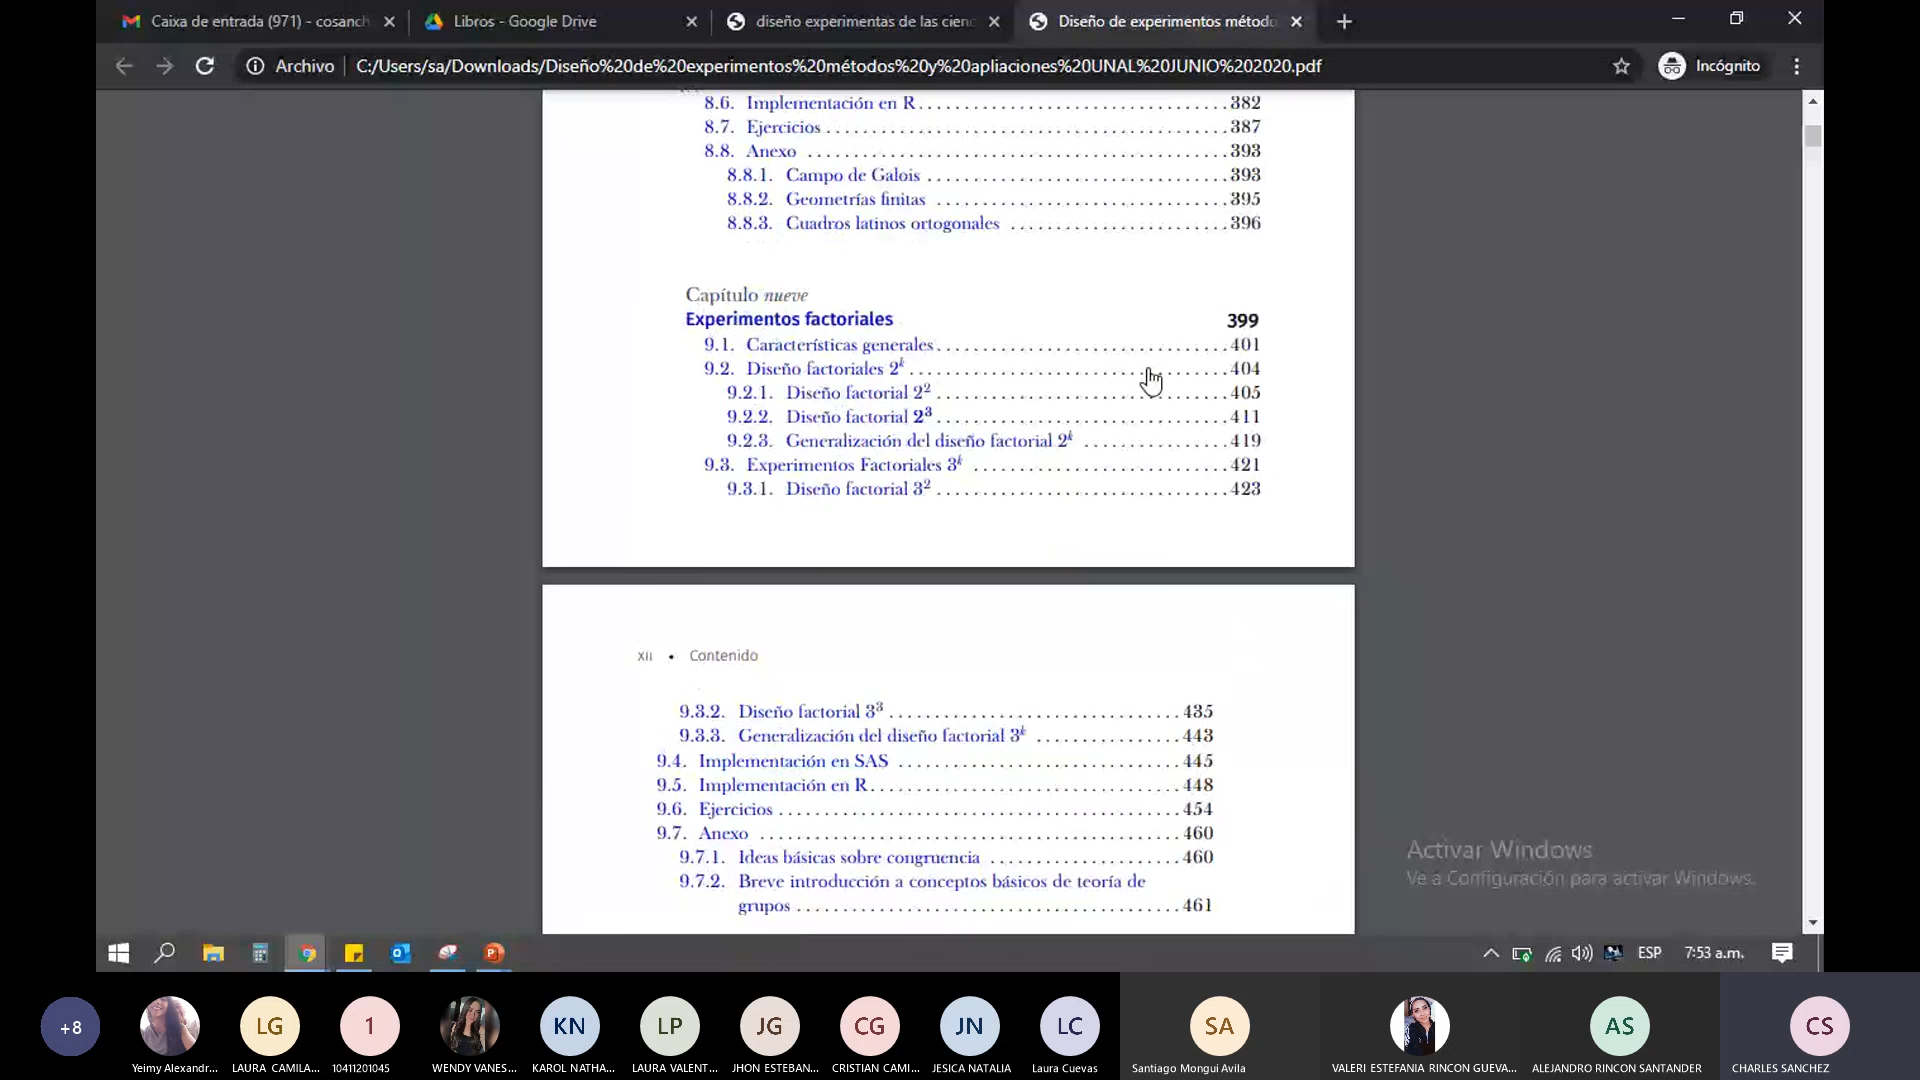 Caixa de entrada (971) - cosanch
Libros - Google Drive
diseño experimentas de las cienc
Diseño de experimentos método
Archivo
C:/Users/sa/Downloads/Diseño%20de%20experimentos%20métodos%20y%20apliaciones%20UNAL%20JUNIO%202020.pdf
Incógnito
8.6. Implementación en R 382
8.7. Ejercicios 387
8.8. Anexo 393
8.8.1. Campo de Galois 393
8.8.2. Geometrías finitas 395
8.8.3. Cuadros latinos ortogonales 396
Capítulo nueve
Experimentos factoriales 399
9.1. Características generales 401
9.2. Diseño factoriales 2^k 404
9.2.1. Diseño factorial 2² 405
9.2.2. Diseño factorial 2³ 411
9.2.3. Generalización del diseño factorial 2^k 419
9.3. Experimentos Factoriales 3^k 421
9.3.1. Diseño factorial 3² 423
XII • Contenido
9.3.2. Diseño factorial 3³ 435
9.3.3. Generalización del diseño factorial 3^k 443
9.4. Implementación en SAS 445
9.5. Implementación en R 448
9.6. Ejercicios 454
9.7. Anexo 460
9.7.1. Ideas básicas sobre congruencia 460
9.7.2. Breve introducción a conceptos básicos de teoría de
grupos 461
Activar Windows
Ve a Configuración para activar Windows.
ESP
7:53 a.m.
+8
LG
1
KN
LP
JG
CG
JN
LC
SA
AS
CS
Yeimy Alexandr...
LAURA CAMILA...
10411201045
WENDY VANES...
KAROL NATHA...
LAURA VALENT...
JHON ESTEBAN...
CRISTIAN CAMI...
JESICA NATALIA
Laura Cuevas
Santiago Mongui Avila
VALERI ESTEFANIA RINCON GUEVA...
ALEJANDRO RINCON SANTANDER
CHARLES SANCHEZ